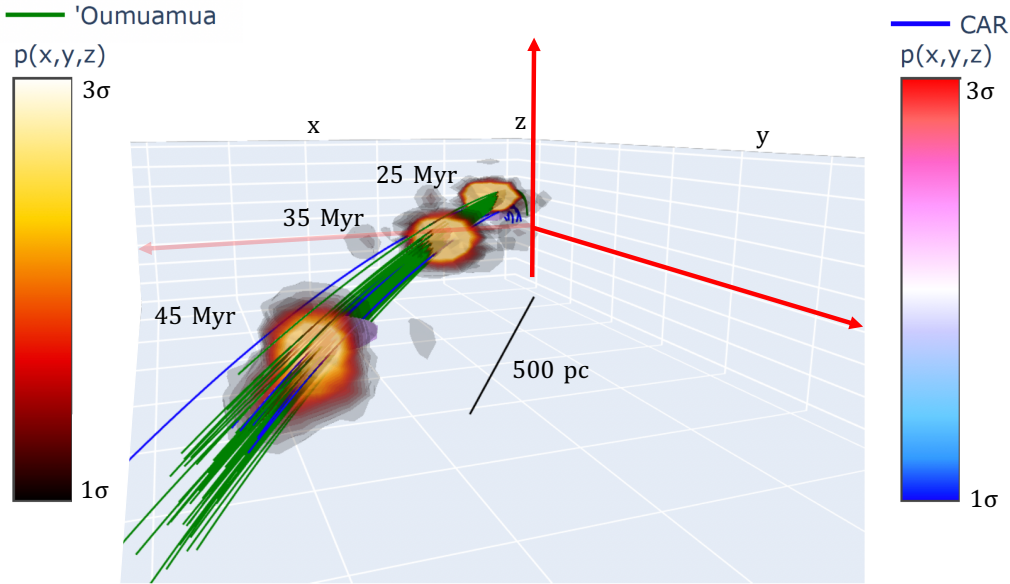 'Oumuamua
p(x,y,z)
3σ
1σ
x
z
y
25 Myr
35 Myr
45 Myr
500 pc
CAR
p(x,y,z)
3σ
1σ